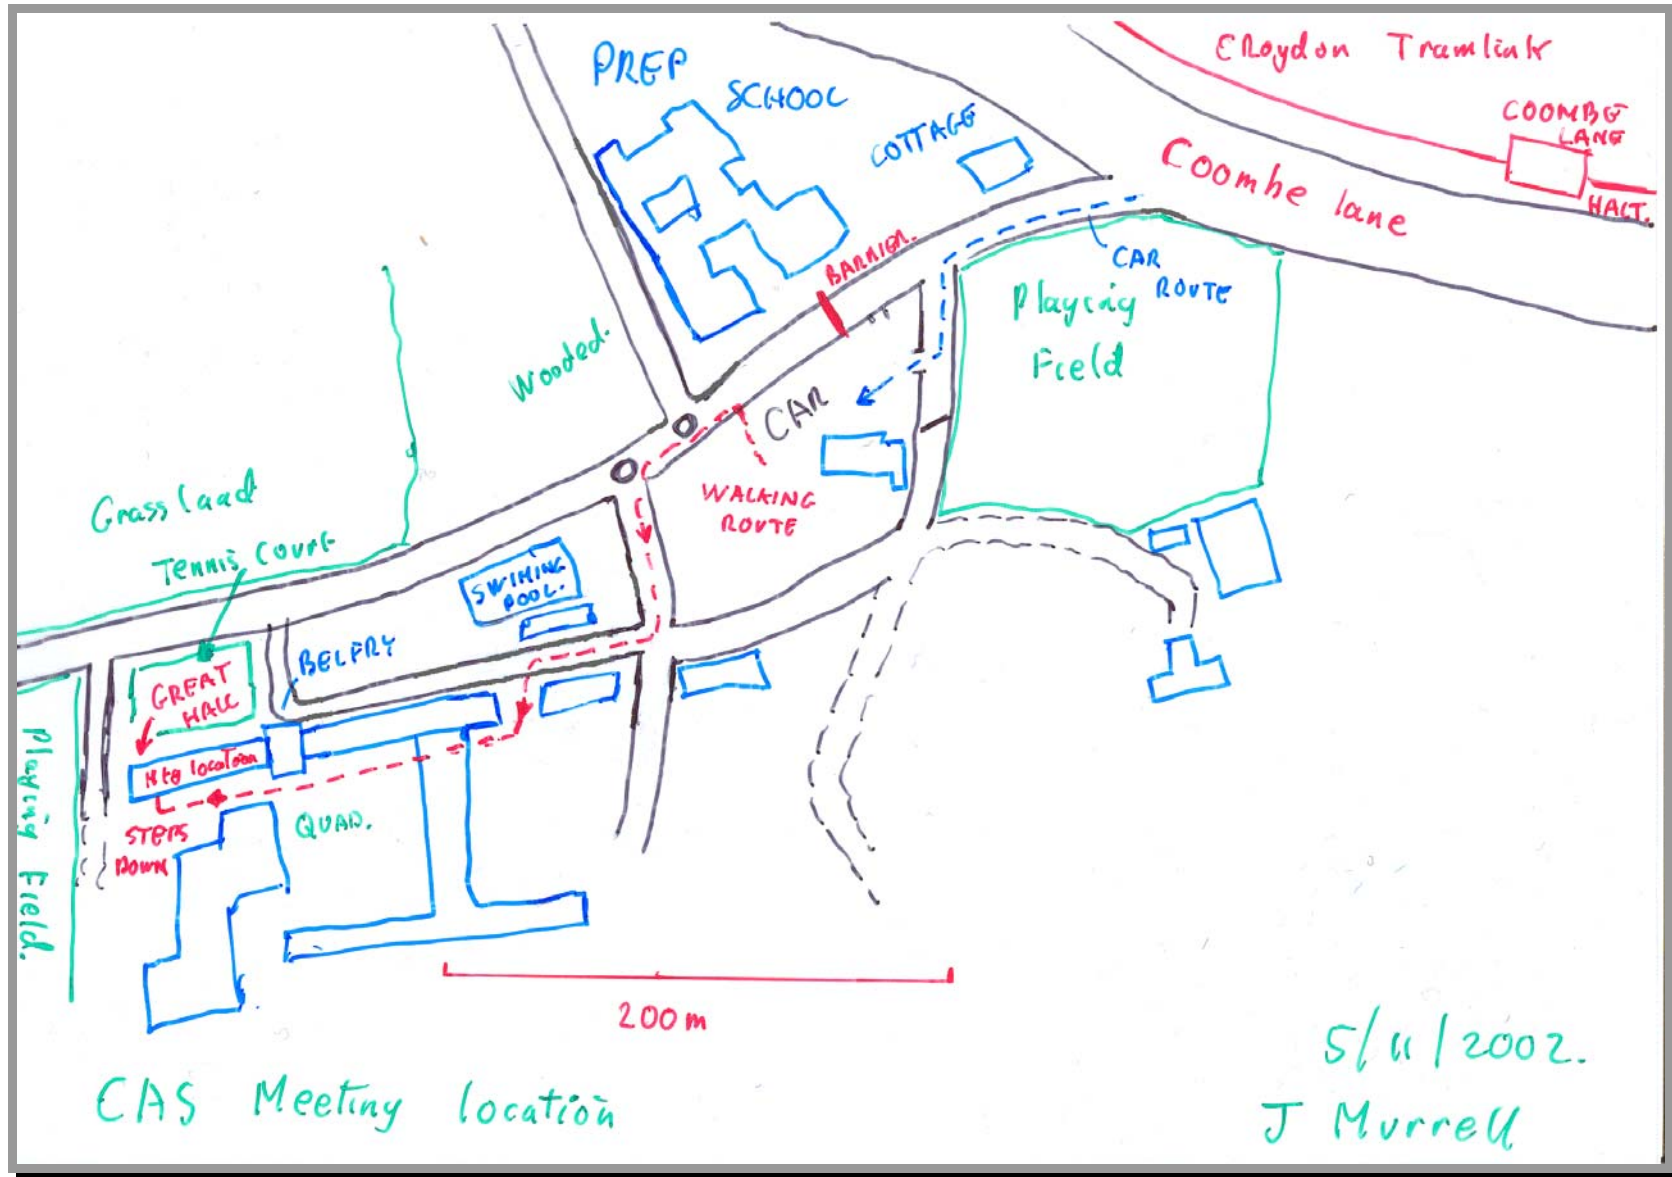 PREP
SCHOOL
COTTAGE
Croydon Tramlink
COOMBE
LANE
HALT.
Coombe lane
BARRIER.
CAR
ROUTE
Playing
Field
Wooded.
CAR
WALKING
ROUTE
Grassland
Tennis Court
SWIMING
POOL.
BELFRY
GREAT
HALL
Mtg location
QUAD.
STEPS
DOWN
Playing Field.
200m
CAS Meeting location
5/11/2002.
J Murrell